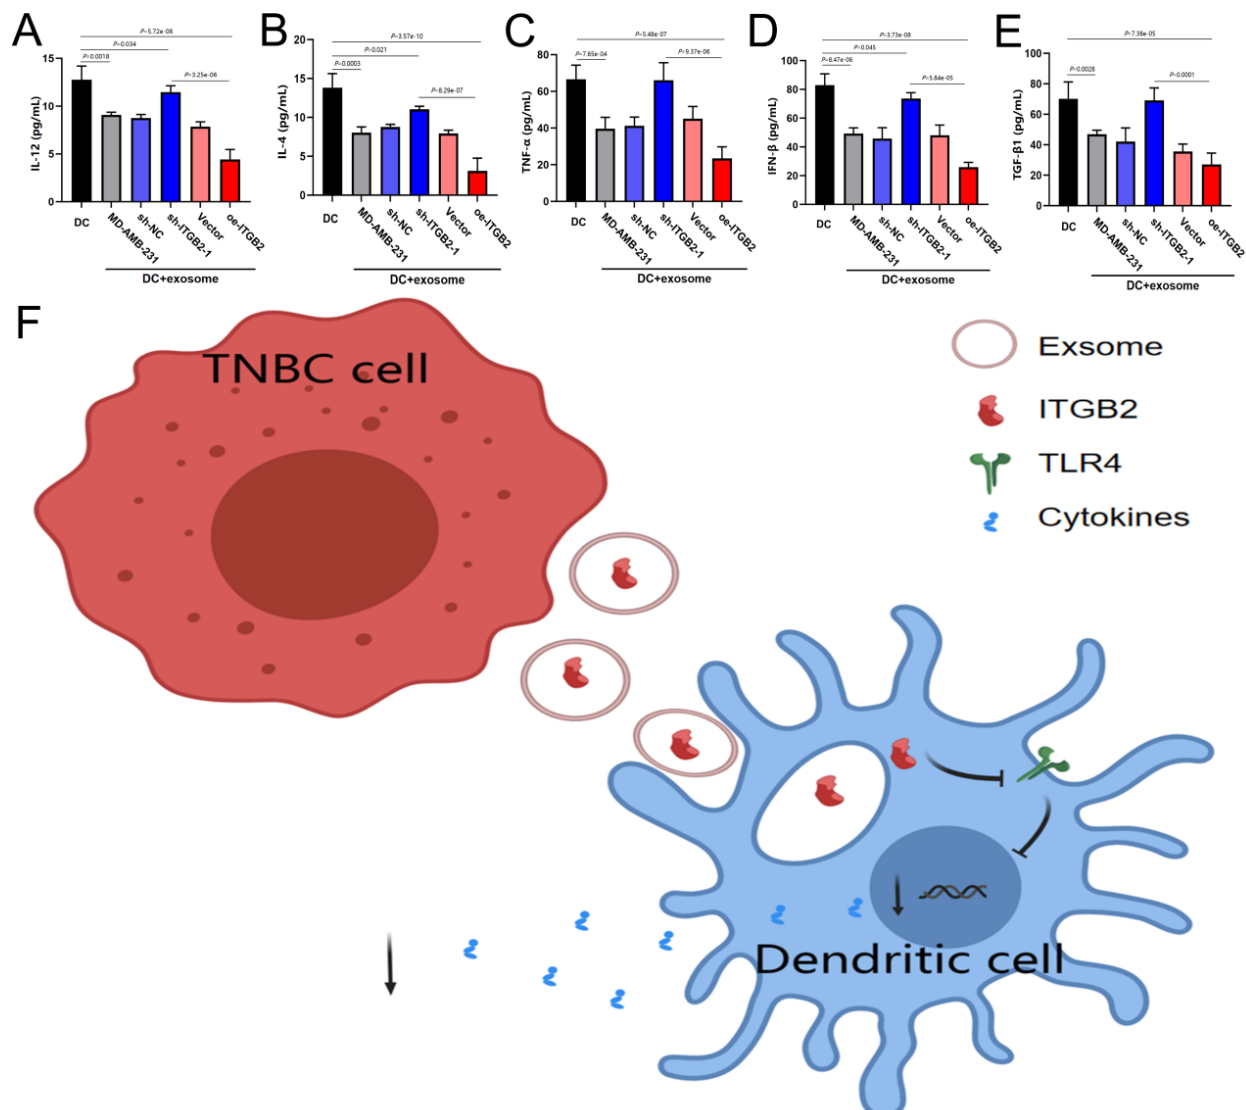 A
P=5.72e-08
P=0.034
P=0.0018
P=3.25e-06
IL-12 (pg/mL)
15
10
5
0
DC
MD-AMB-231
sh-NC
sh-ITGB2-1
Vector
oe-ITGB2
DC+exosome
B
P=3.57e-10
P=0.021
P=0.0003
P=8.29e-07
IL-4 (pg/mL)
20
15
10
5
0
DC
MD-AMB-231
sh-NC
sh-ITGB2-1
Vector
oe-ITGB2
DC+exosome
C
P=5.48e-07
P=7.65e-04
P=9.37e-06
TNF-α (pg/mL)
80
60
40
20
0
DC
MD-AMB-231
sh-NC
sh-ITGB2-1
Vector
oe-ITGB2
DC+exosome
D
P=3.73e-08
P=0.045
P=8.47e-06
P=5.84e-05
IFN-β (pg/mL)
100
80
60
40
20
0
DC
MD-AMB-231
sh-NC
sh-ITGB2-1
Vector
oe-ITGB2
DC+exosome
E
P=7.38e-05
P=0.0028
P=0.0001
TGF-β1 (pg/mL)
100
80
60
40
20
0
DC
MD-AMB-231
sh-NC
sh-ITGB2-1
Vector
oe-ITGB2
DC+exosome
F
TNBC cell
Exsome
ITGB2
TLR4
Cytokines
Dendritic cell